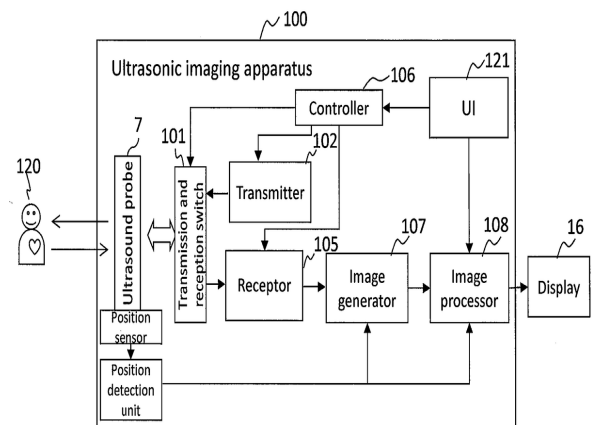 100
Ultrasonic imaging apparatus
106
121
Controller
UI
7
101
102
120
Ultrasound probe
Transmission and
reception switch
Transmitter
105
107
108
16
Receptor
Image
generator
Image
processor
Display
Position
sensor
Position
detection
unit